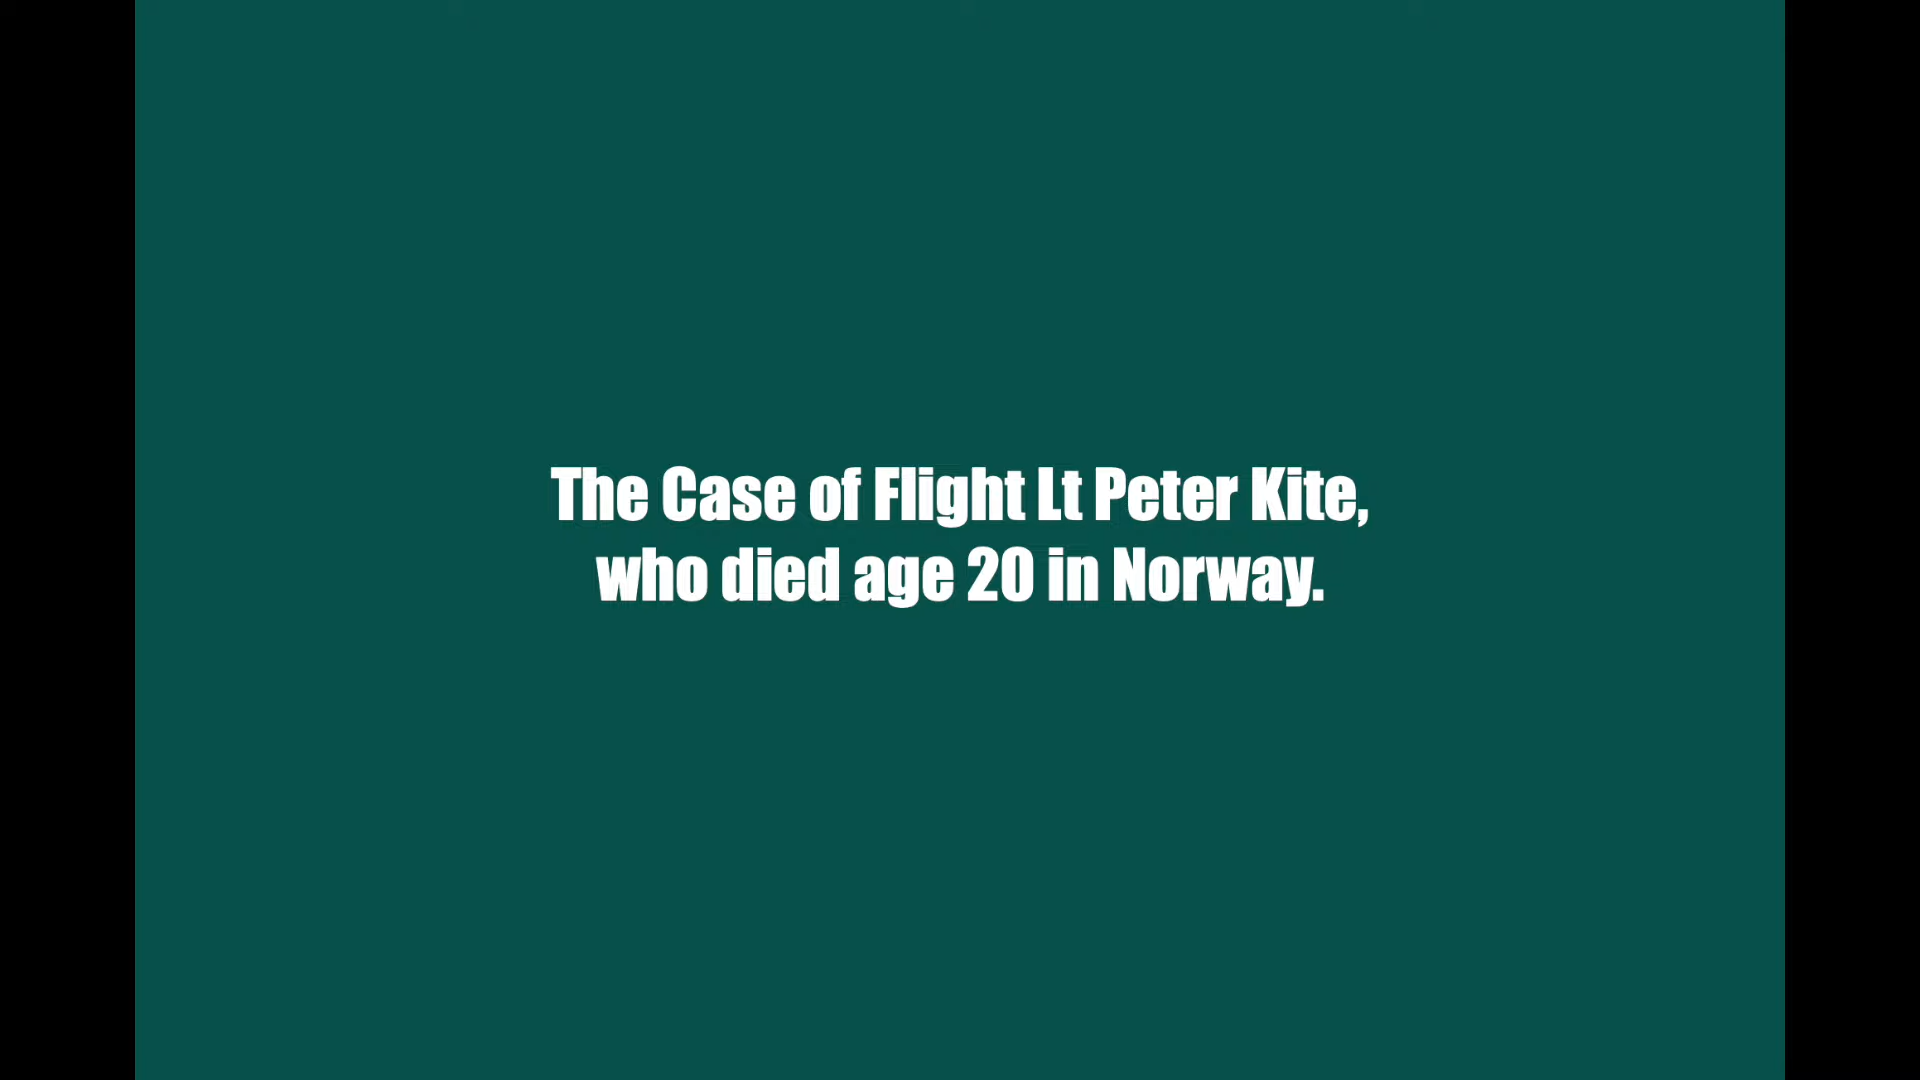 The Case of Flight Lt Peter Kite,
who died age 20 in Norway.